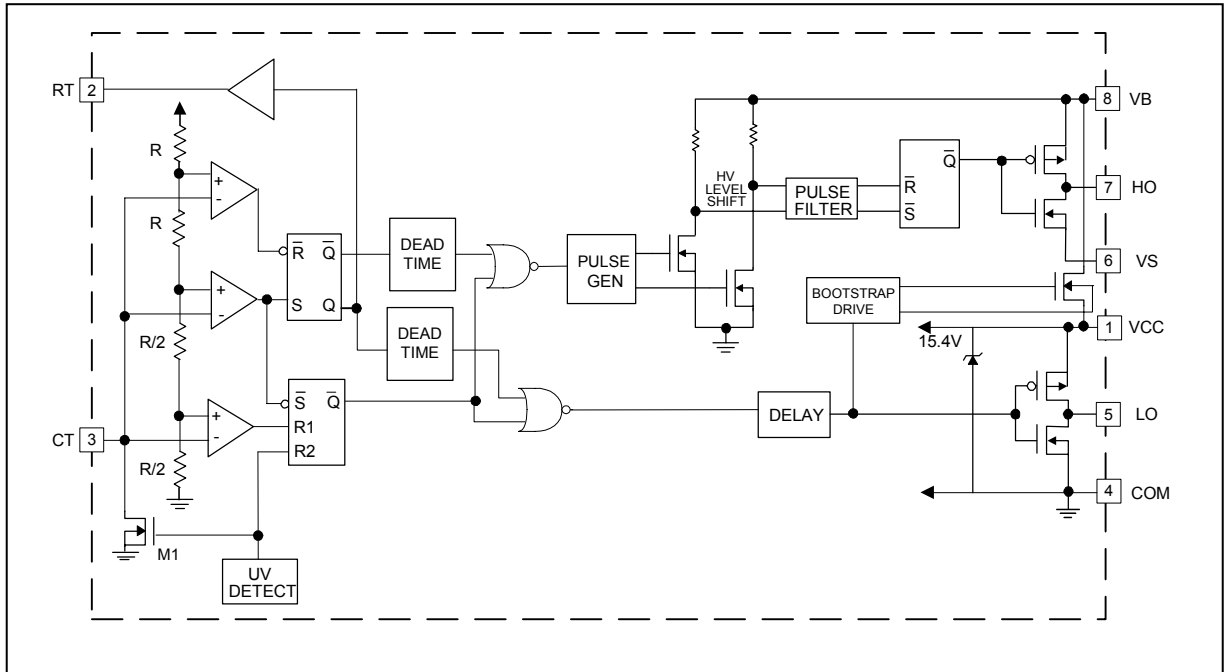 RT 2
8 VB
R
+
-
HV
LEVEL
SHIFT
PULSE
FILTER
R̅
S̅
Q̅
7 HO
R
DEAD
TIME
R̅ Q̅
S Q
PULSE
GEN
6 VS
+
-
BOOTSTRAP
DRIVE
R/2
DEAD
TIME
15.4V
1 VCC
+
-
S̅ Q̅
R1
R2
DELAY
5 LO
CT 3
R/2
4 COM
M1
UV
DETECT